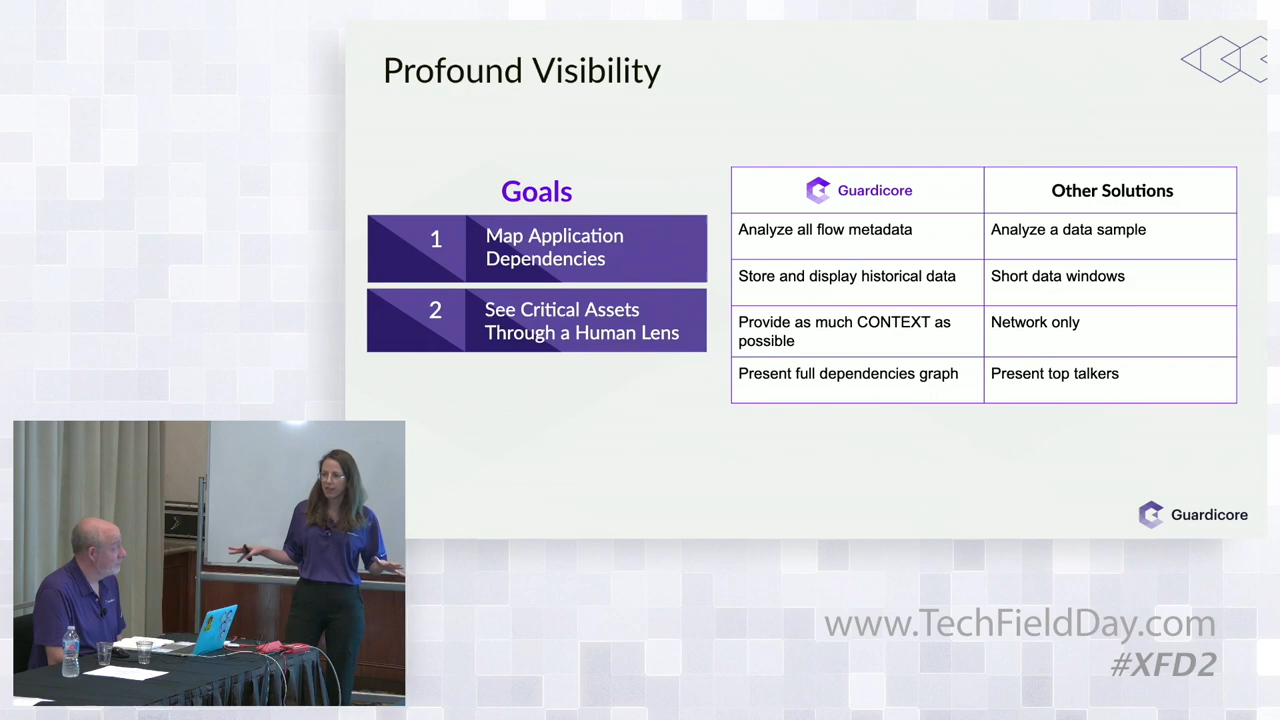 Profound Visibility
Goals
1
Map Application
Dependencies
2
See Critical Assets
Through a Human Lens
Guardicore
Other Solutions
Analyze all flow metadata
Analyze a data sample
Store and display historical data
Short data windows
Provide as much CONTEXT as
possible
Network only
Present full dependencies graph
Present top talkers
Guardicore
www.TechFieldDay.com
#XFD2